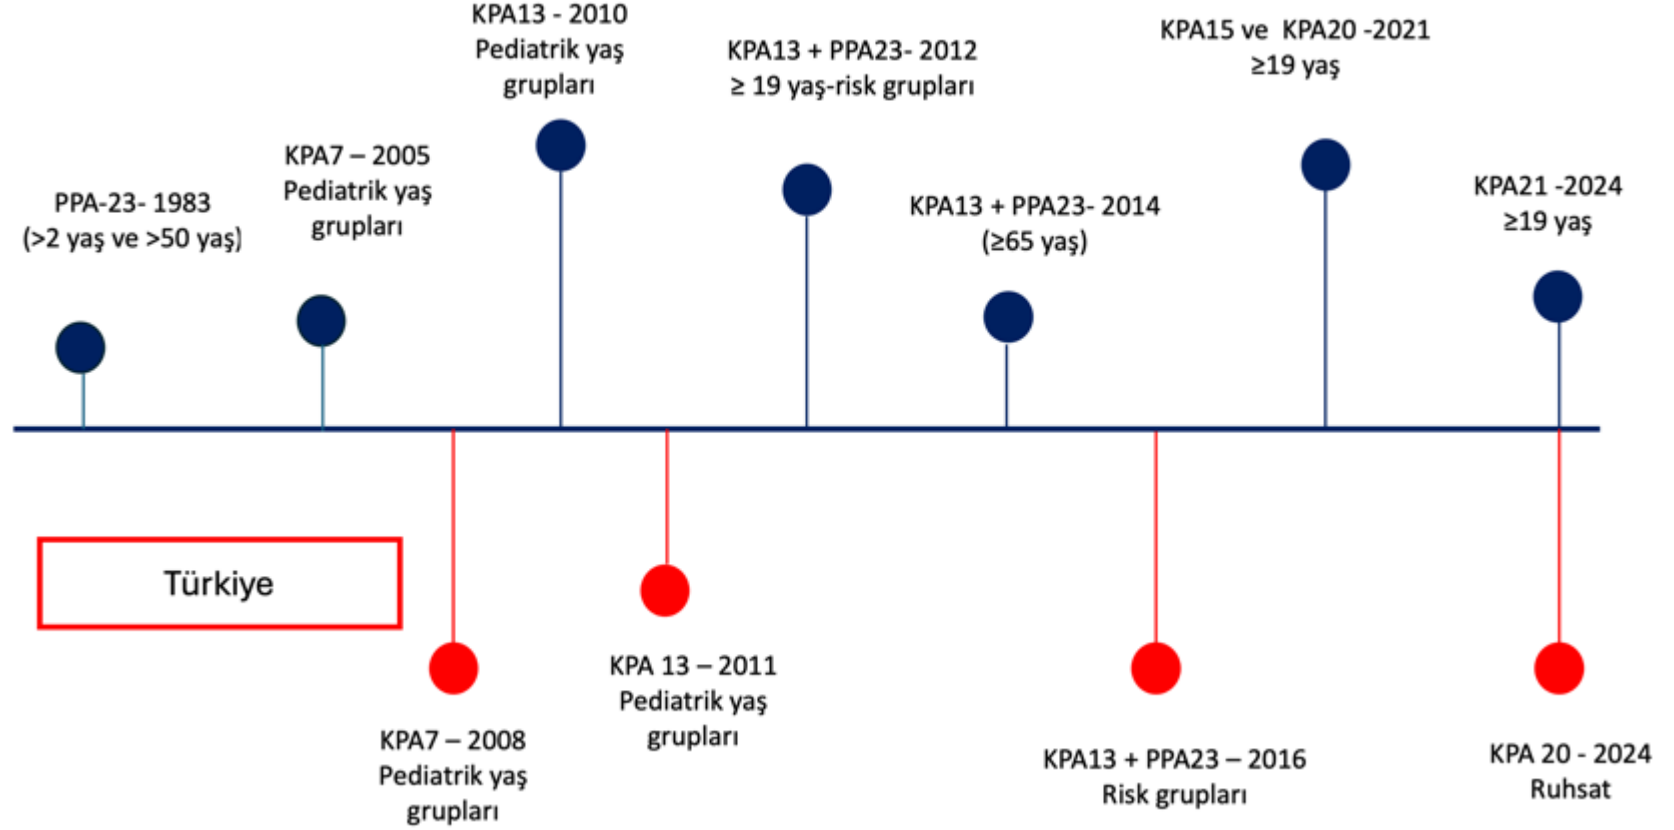 KPA13 - 2010
Pediatrik yaş
grupları
KPA15 ve  KPA20 -2021
≥19 yaş
KPA13 + PPA23- 2012
≥ 19 yaş-risk grupları
KPA7 – 2005
Pediatrik yaş
grupları
KPA21 -2024
≥19 yaş
PPA-23- 1983
(>2 yaş ve >50 yaş)
KPA13 + PPA23- 2014
(≥65 yaş)
Türkiye
KPA 13 – 2011
Pediatrik yaş
grupları
KPA7 – 2008
Pediatrik yaş
grupları
KPA13 + PPA23 – 2016
Risk grupları
KPA 20 - 2024
Ruhsat